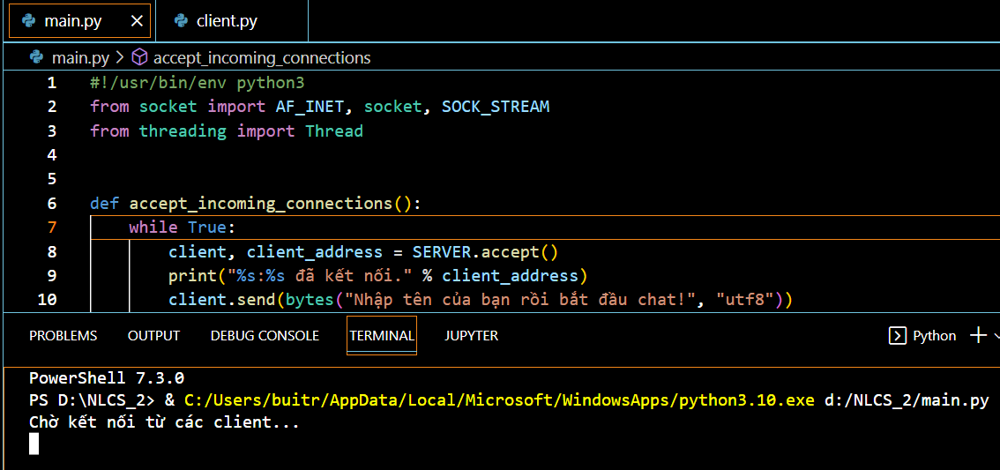 main.py × client.py
main.py > accept_incoming_connections
1 #!/usr/bin/env python3
2 from socket import AF_INET, socket, SOCK_STREAM
3 from threading import Thread
4
5
6 def accept_incoming_connections():
7 while True:
8 client, client_address = SERVER.accept()
9 print("%s:%s đã kết nối." % client_address)
10 client.send(bytes("Nhập tên của bạn rồi bắt đầu chat!", "utf8"))
PROBLEMS OUTPUT DEBUG CONSOLE TERMINAL JUPYTER Python
PowerShell 7.3.0
PS D:\NLCS_2> & C:/Users/buitr/AppData/Local/Microsoft/WindowsApps/python3.10.exe d:/NLCS_2/main.py
Chờ kết nối từ các client...